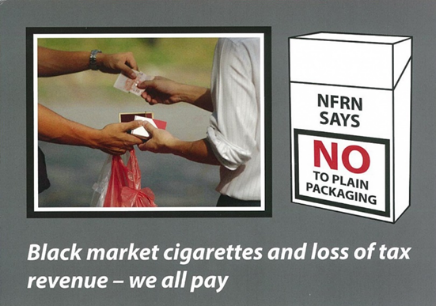 NFRN
SAYS
NO
TO PLAIN
PACKAGING
Black market cigarettes and loss of tax
revenue – we all pay